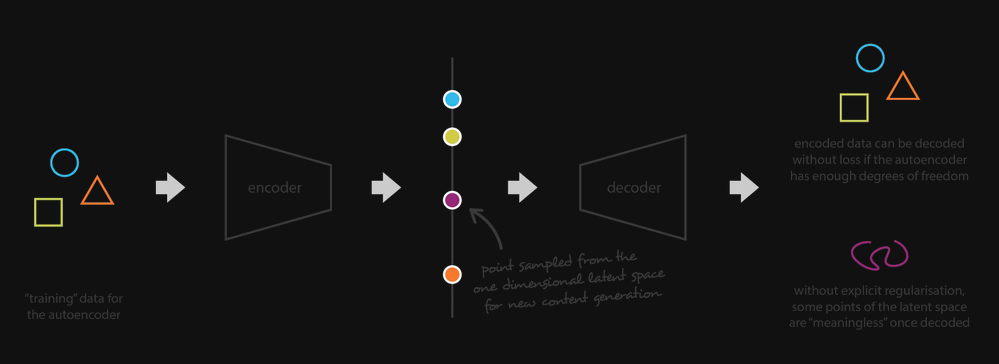 "training" data for
the autoencoder
encoder
point sampled from the
one dimensional latent space
for new content generation
decoder
encoded data can be decoded
without loss if the autoencoder
has enough degrees of freedom
without explicit regularisation,
some points of the latent space
are "meaningless" once decoded